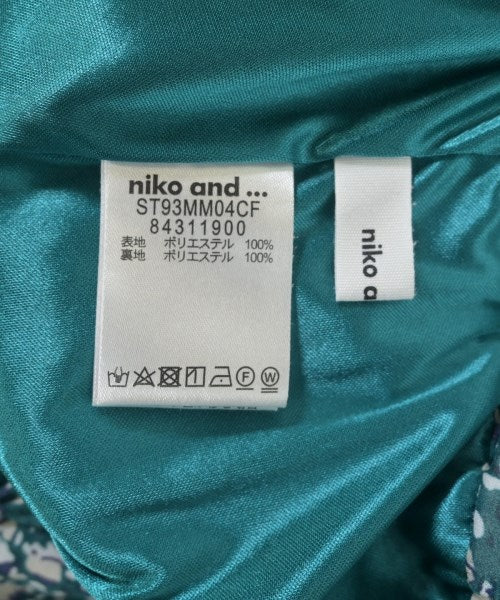 niko and ...
ST93MM04CF
84311900
表地 ポリエステル 100%
裏地 ポリエステル 100%
F W
niko and